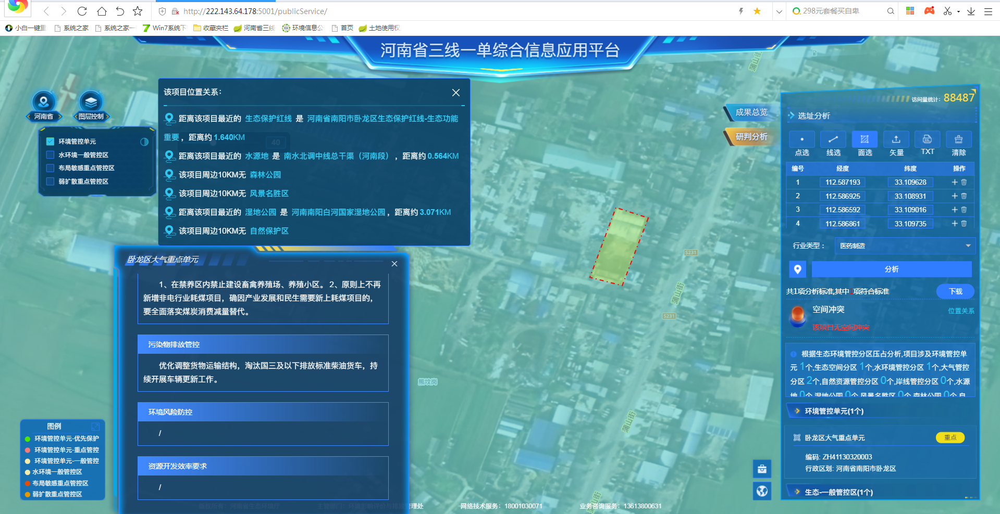 http://222.143.64.178:5001/publicService/
298元套餐买自卑
小白一键重
系统之家
系统之家一
Win7系统下
收藏夹栏
河南省三线
环境信息公
首页
土地使用权
河南省三线一单综合信息应用平台
河南省
图层控制
环境管控单元
水环境一般管控区
布局敏感重点管控区
弱扩散重点管控区
该项目位置关系：
距离该项目最近的 生态保护红线 是 河南省南阳市卧龙区生态保护红线-生态功能
重要，距离约1.640KM
距离该项目最近的 水源地 是 南水北调中线总干渠（河南段），距离约0.564KM
该项目周边10KM无 森林公园
该项目周边10KM无 风景名胜区
距离该项目最近的 湿地公园 是 河南南阳白河国家湿地公园，距离约3.071KM
该项目周边10KM无 自然保护区
40
卧龙区大气重点单元
1、在禁养区内禁止建设畜禽养殖场、养殖小区。 2、原则上不再
新增非电行业耗煤项目，确因产业发展和民生需要新上耗煤项目的，
要全面落实煤炭消费减量替代。
污染物排放管控
优化调整货物运输结构，淘汰国三及以下排放标准柴油货车，持
续开展车辆更新工作。
环境风险防控
/
资源开发效率要求
/
图例
环境管控单元-优先保护
环境管控单元-重点管控
环境管控单元-一般管控
水环境一般管控区
布局敏感重点管控区
弱扩散重点管控区
蒲山街
S231
蒲山街
S231
熊坟岗
蒲山街
蒲山街
成果总览
研判分析
访问量统计：88487
选址分析
点选 线选 面选 矢量 TXT 清除
编号 经度 纬度 操作
1 112.587193 33.109628
2 112.586925 33.108931
3 112.586592 33.109016
4 112.586861 33.109735
行业类型： 医药制造
分析
共1项分析标准,其中 项符合标准
下载
空间冲突
位置关系
该项目无空间冲突
根据生态环境管控分区压占分析,项目涉及环境管控单
元 1个,生态空间分区 1个,水环境管控分区 1个,大气管控
分区 2个,自然资源管控分区 0个,岸线管控分区 0个,水源
地 0个,湿地公园 0个,风景名胜区 0个,森林公园 0个,自
环境管控单元(1个)
卧龙区大气重点单元
重点
编码: ZH41130320003
行政区划: 河南省南阳市卧龙区
生态-一般管控区(1个)
版权所有：河南省生态环境厅 主管部门：环境影响评价与排放管理处 网络技术服务：18001030071 业务咨询服务：13613800631